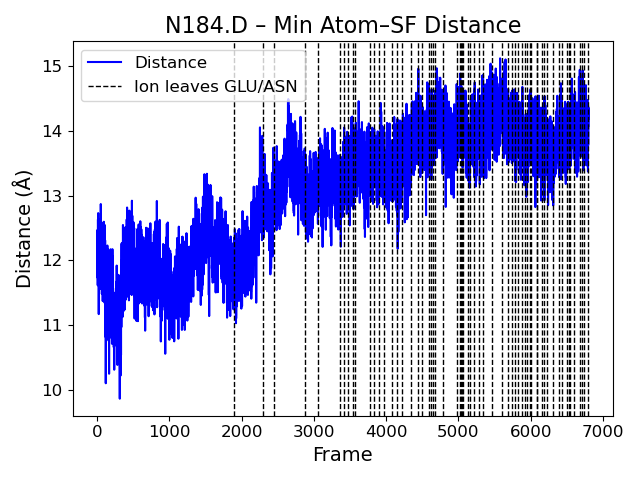 N184.D – Min Atom–SF Distance
Distance
Ion leaves GLU/ASN
Distance (Å)
15
14
13
12
11
10
0 1000 2000 3000 4000 5000 6000 7000
Frame